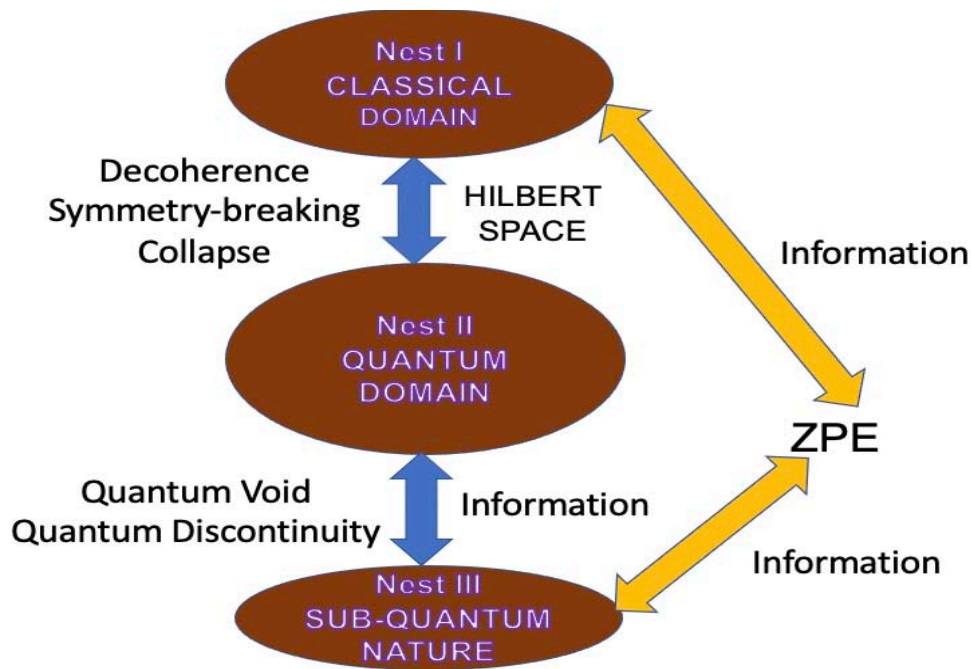 Nest I
CLASSICAL
DOMAIN
Decoherence
Symmetry-breaking
Collapse
HILBERT
SPACE
Information
Nest II
QUANTUM
DOMAIN
ZPE
Quantum Void
Quantum Discontinuity
Information
Information
Nest III
SUB-QUANTUM
NATURE